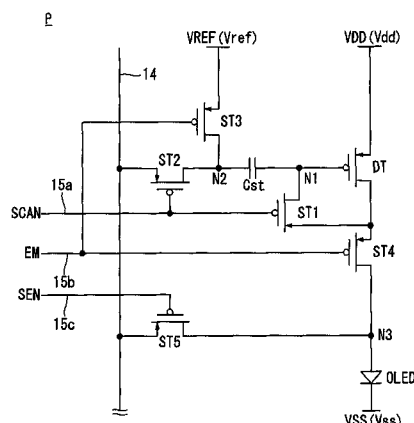 P
VREF(Vref)
VDD(Vdd)
14
ST3
ST2
N2
Cst
N1
DT
15a
SCAN
ST1
EM
ST4
15b
SEN
15c
ST5
N3
OLED
VSS(Vss)